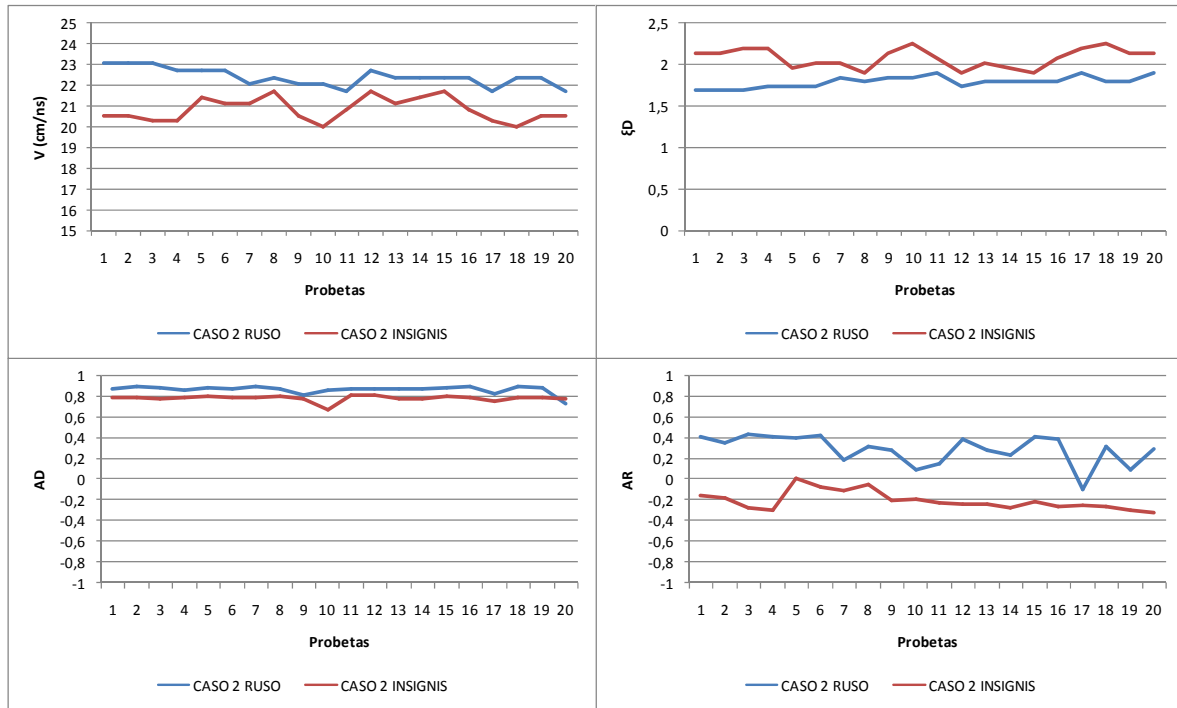 25
24
23
22
21
20
19
18
17
16
15
V (cm/ns)
1 2 3 4 5 6 7 8 9 10 11 12 13 14 15 16 17 18 19 20
Probetas
CASO 2 RUSO CASO 2 INSIGNIS
2,5
2
1,5
1
0,5
0
ξD
1 2 3 4 5 6 7 8 9 10 11 12 13 14 15 16 17 18 19 20
Probetas
CASO 2 RUSO CASO 2 INSIGNIS
1
0,8
0,6
0,4
0,2
0
-0,2
-0,4
-0,6
-0,8
-1
AD
1 2 3 4 5 6 7 8 9 10 11 12 13 14 15 16 17 18 19 20
Probetas
CASO 2 RUSO CASO 2 INSIGNIS
1
0,8
0,6
0,4
0,2
0
-0,2
-0,4
-0,6
-0,8
-1
AR
1 2 3 4 5 6 7 8 9 10 11 12 13 14 15 16 17 18 19 20
Probetas
CASO 2 RUSO CASO 2 INSIGNIS